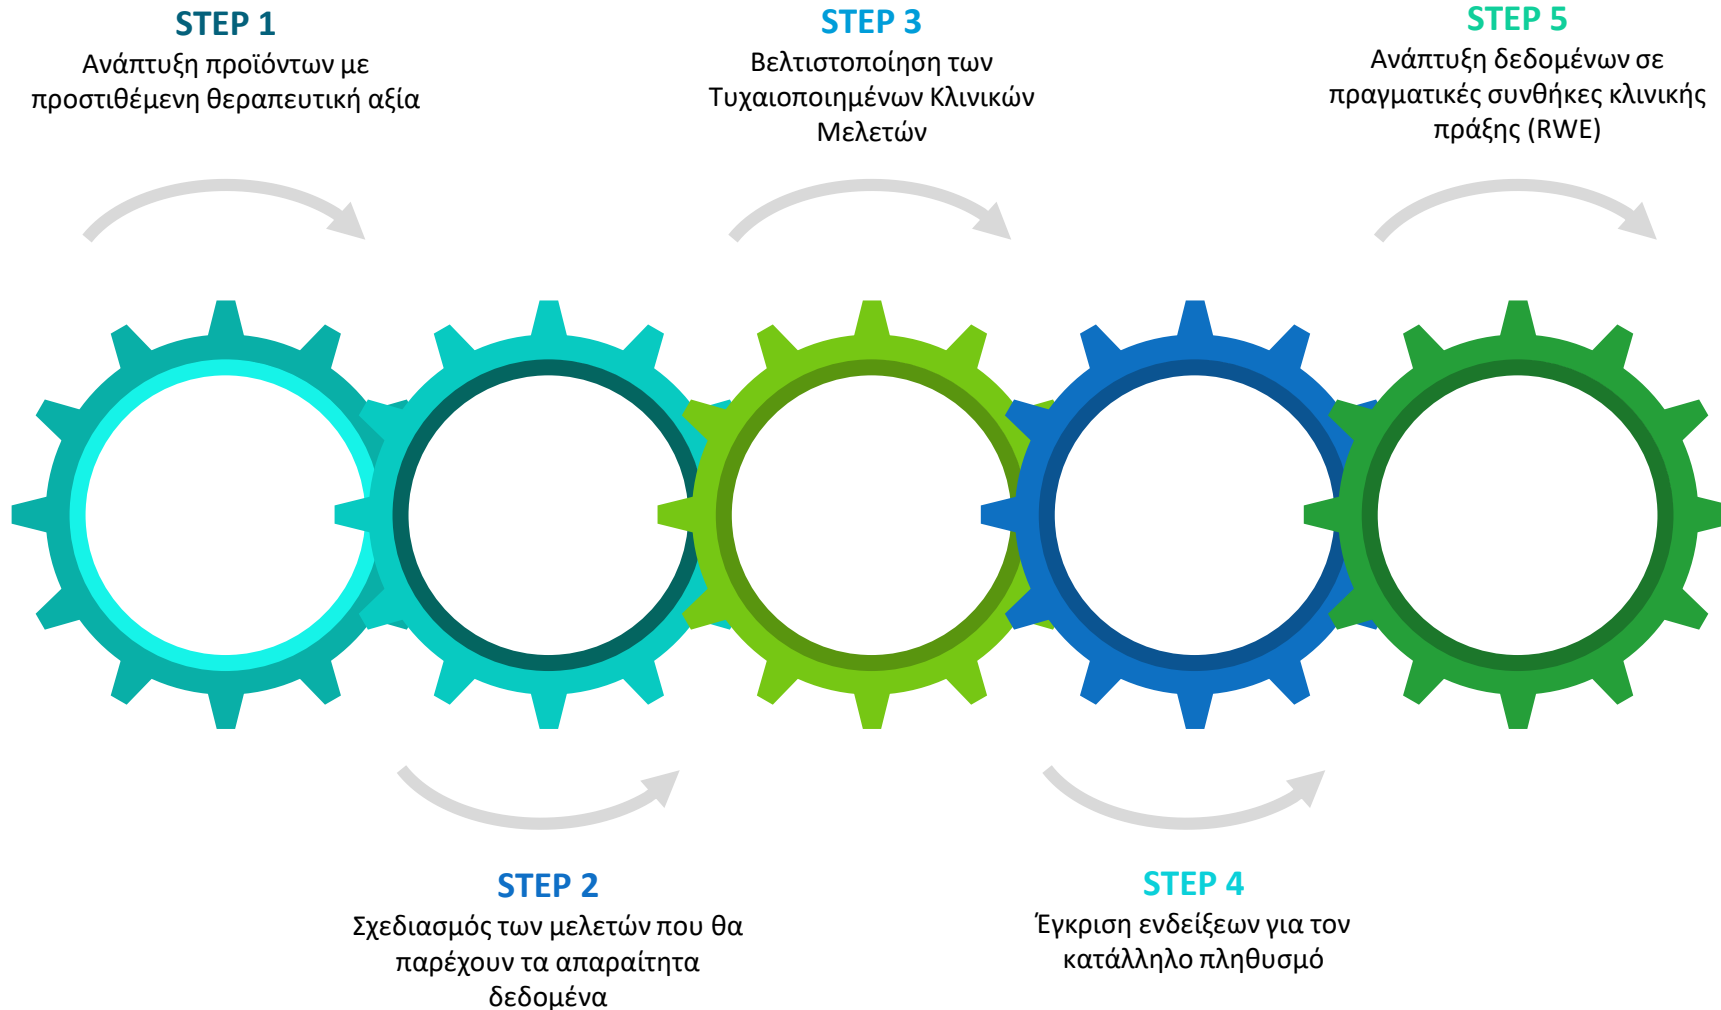 STEP 1
Ανάπτυξη προϊόντων με
προστιθέμενη θεραπευτική αξία
STEP 3
Βελτιστοποίηση των
Τυχαιοποιημένων Κλινικών
Μελετών
STEP 5
Ανάπτυξη δεδομένων σε
πραγματικές συνθήκες κλινικής
πράξης (RWE)
STEP 2
Σχεδιασμός των μελετών που θα
παρέχουν τα απαραίτητα
δεδομένα
STEP 4
Έγκριση ενδείξεων για τον
κατάλληλο πληθυσμό